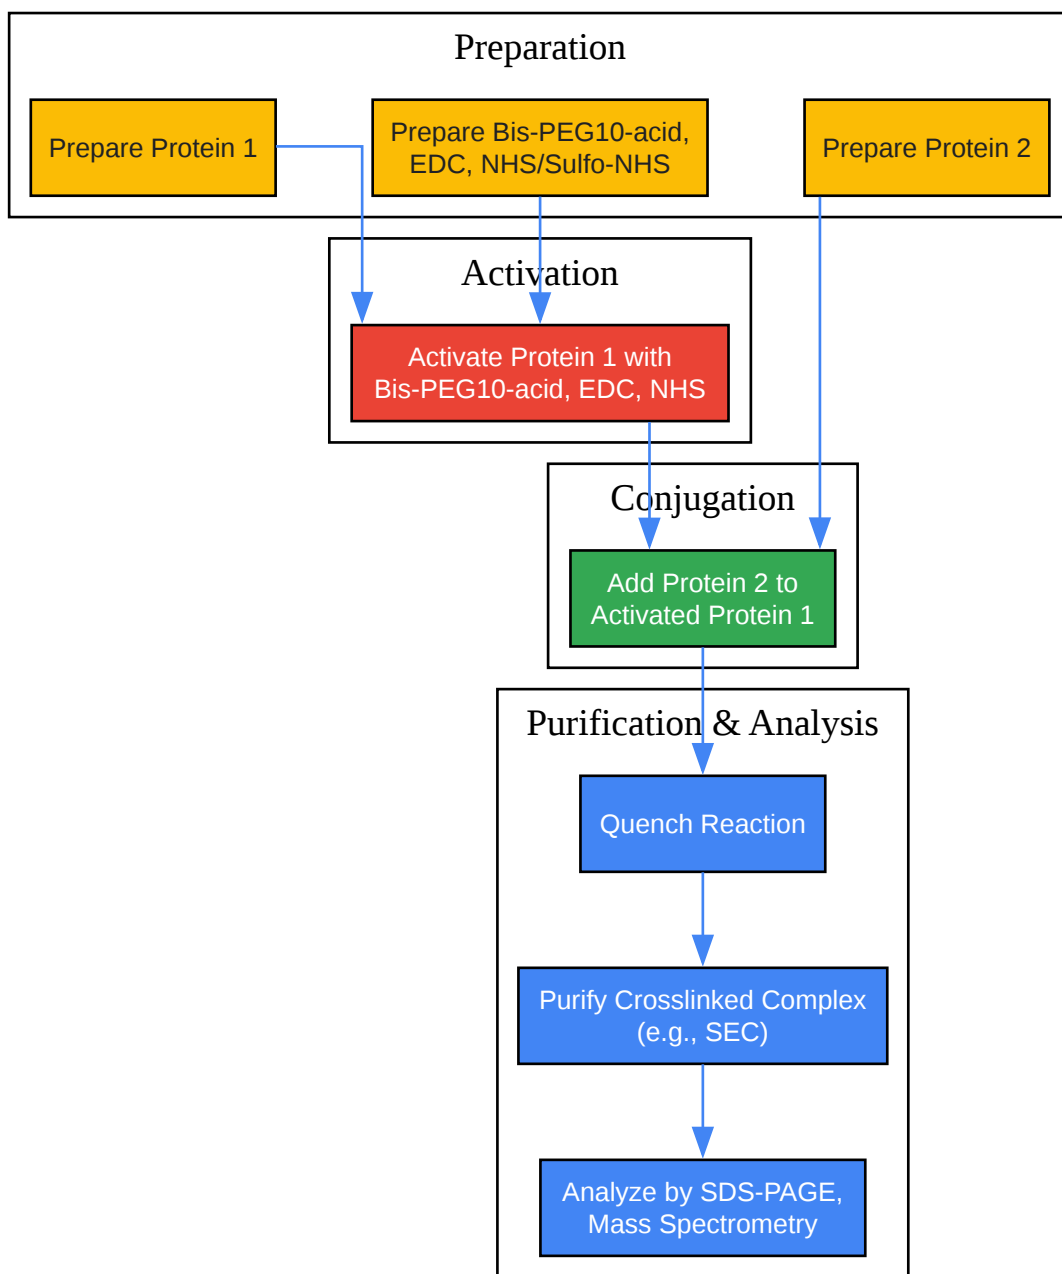 Preparation
Prepare Protein 1
Prepare Bis-PEG10-acid,
EDC, NHS/Sulfo-NHS
Prepare Protein 2
Activation
Activate Protein 1 with
Bis-PEG10-acid, EDC, NHS
Conjugation
Add Protein 2 to
Activated Protein 1
Purification & Analysis
Quench Reaction
Purify Crosslinked Complex
(e.g., SEC)
Analyze by SDS-PAGE,
Mass Spectrometry